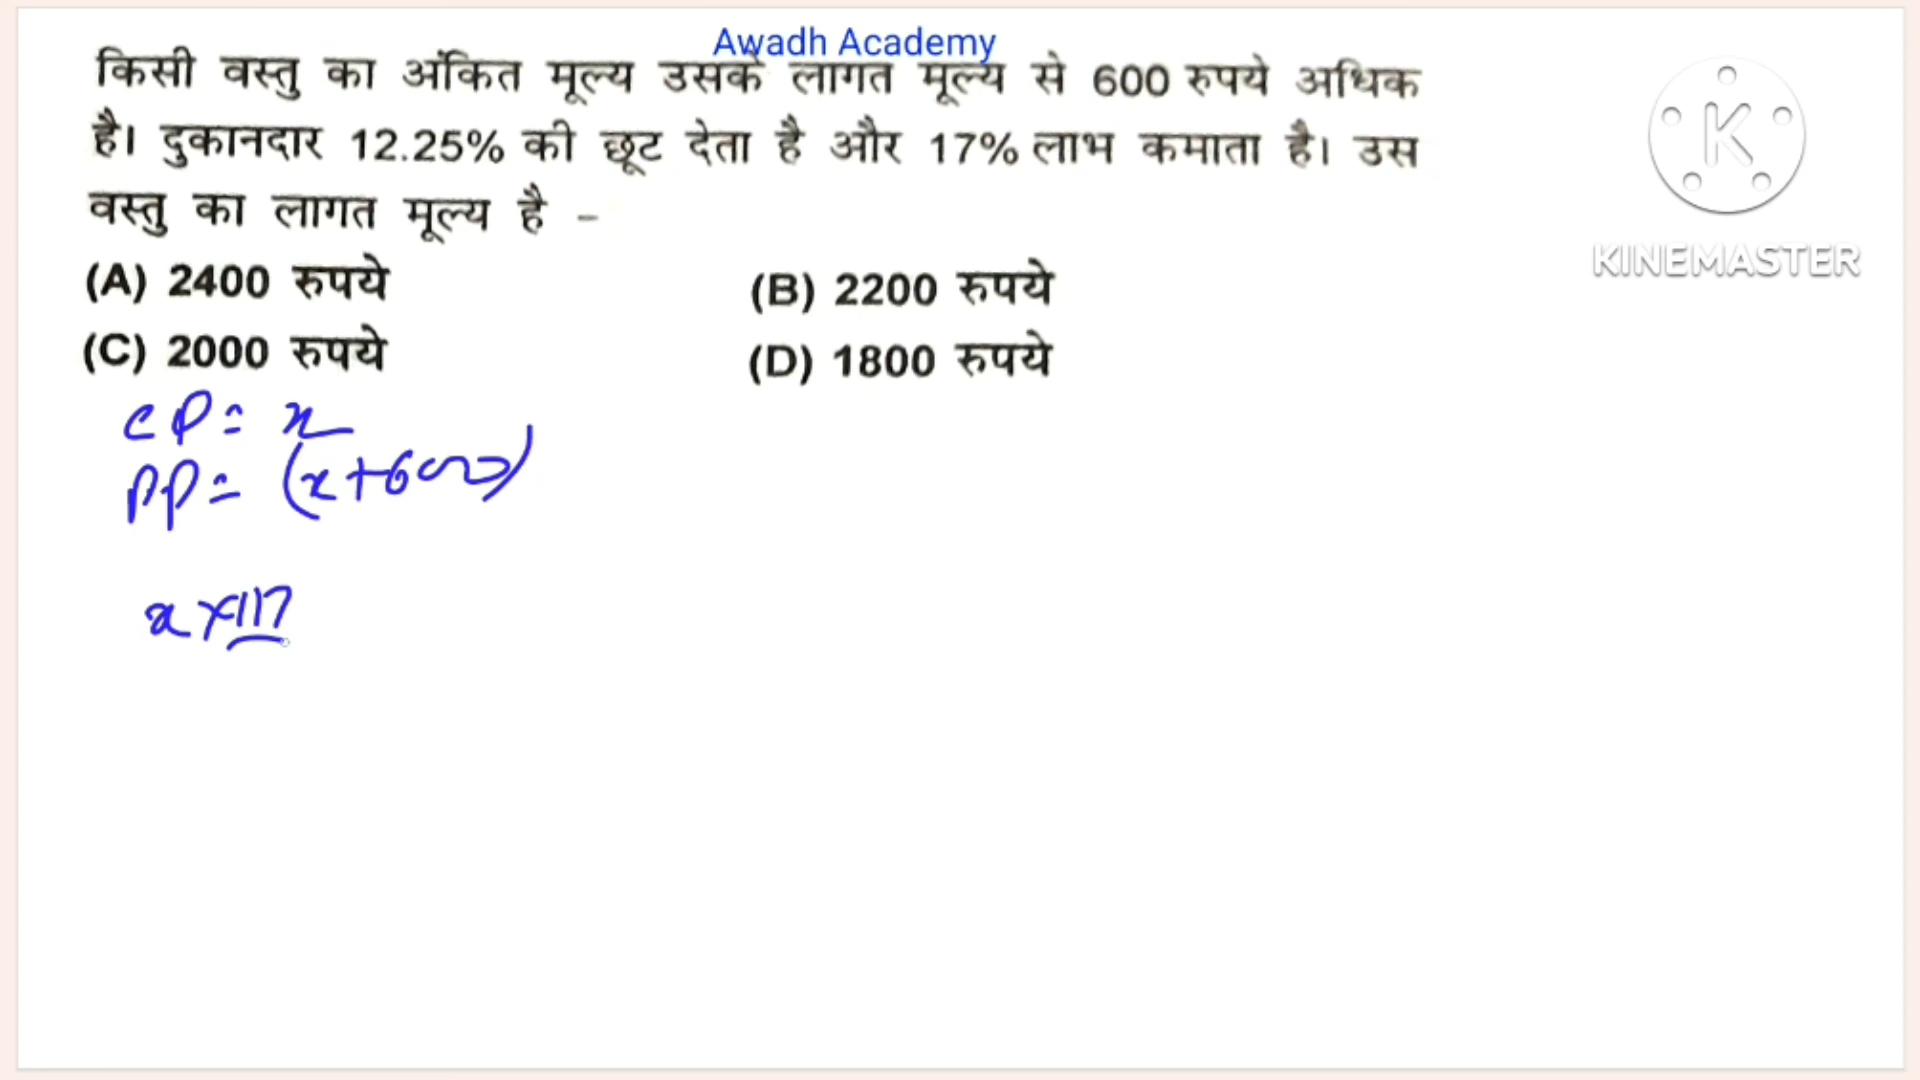 Awadh Academy
किसी वस्तु का अंकित मूल्य उसके लागत मूल्य से 600 रुपये अधिक
है। दुकानदार 12.25% की छूट देता है और 17% लाभ कमाता है। उस
वस्तु का लागत मूल्य है –
(A) 2400 रुपये (B) 2200 रुपये
(C) 2000 रुपये (D) 1800 रुपये
CP = x
MP = (x+600)
x×117
K
KINEMASTER